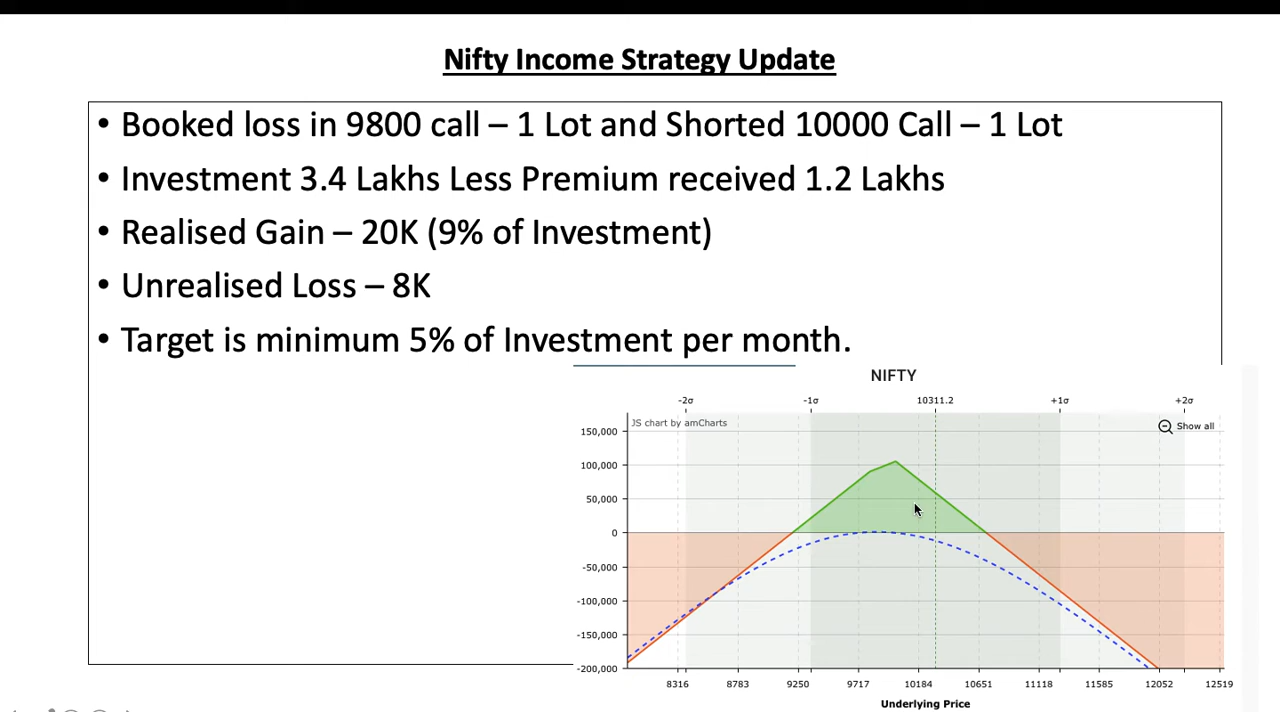 Nifty Income Strategy Update
• Booked loss in 9800 call – 1 Lot and Shorted 10000 Call – 1 Lot
• Investment 3.4 Lakhs Less Premium received 1.2 Lakhs
• Realised Gain – 20K (9% of Investment)
• Unrealised Loss – 8K
• Target is minimum 5% of Investment per month.
NIFTY
-2σ -1σ 10311.2 +1σ +2σ
JS chart by amCharts
Show all
150,000
100,000
50,000
0
-50,000
-100,000
-150,000
-200,000
8316 8783 9250 9717 10184 10651 11118 11585 12052 12519
Underlying Price